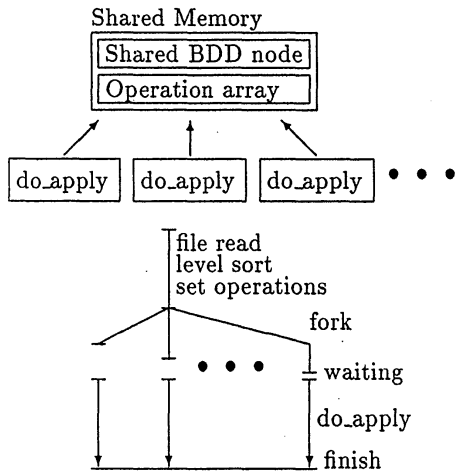 Shared Memory
Shared BDD node
Operation array
do_apply
do_apply
do_apply
file read
level sort
set operations
fork
waiting
do_apply
finish